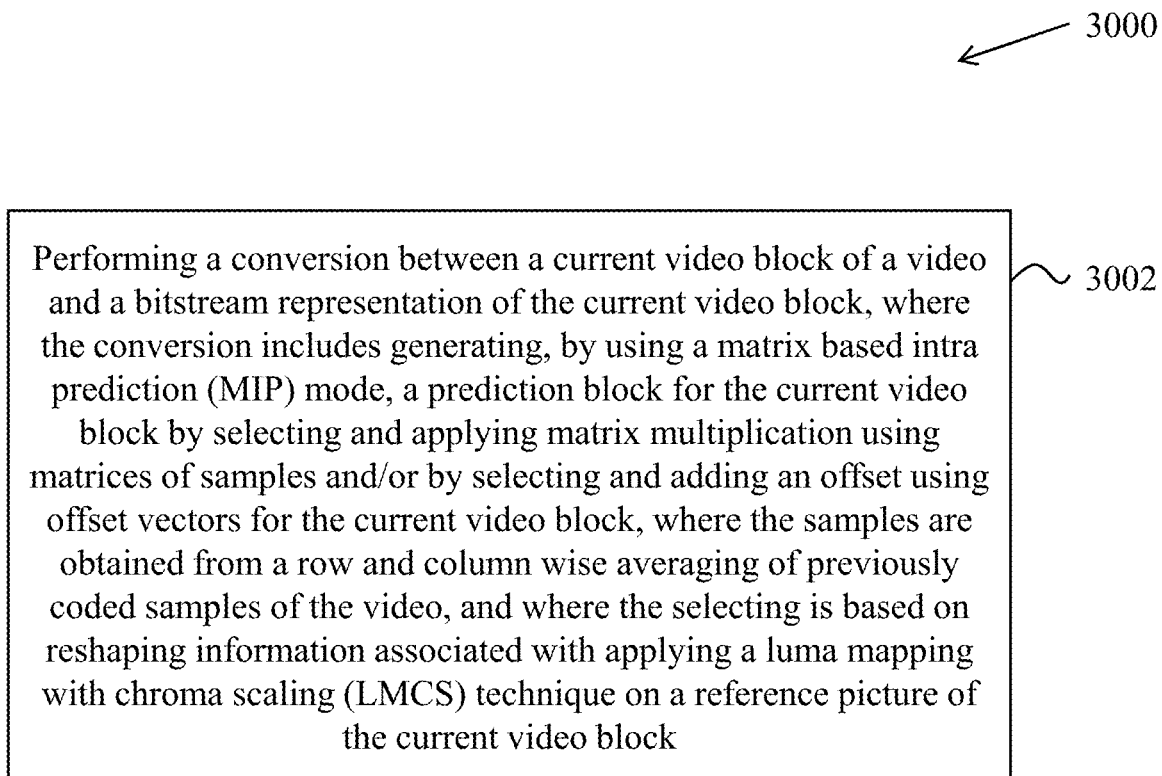 3000
Performing a conversion between a current video block of a video
and a bitstream representation of the current video block, where
the conversion includes generating, by using a matrix based intra
prediction (MIP) mode, a prediction block for the current video
block by selecting and applying matrix multiplication using
matrices of samples and/or by selecting and adding an offset using
offset vectors for the current video block, where the samples are
obtained from a row and column wise averaging of previously
coded samples of the video, and where the selecting is based on
reshaping information associated with applying a luma mapping
with chroma scaling (LMCS) technique on a reference picture of
the current video block
3002